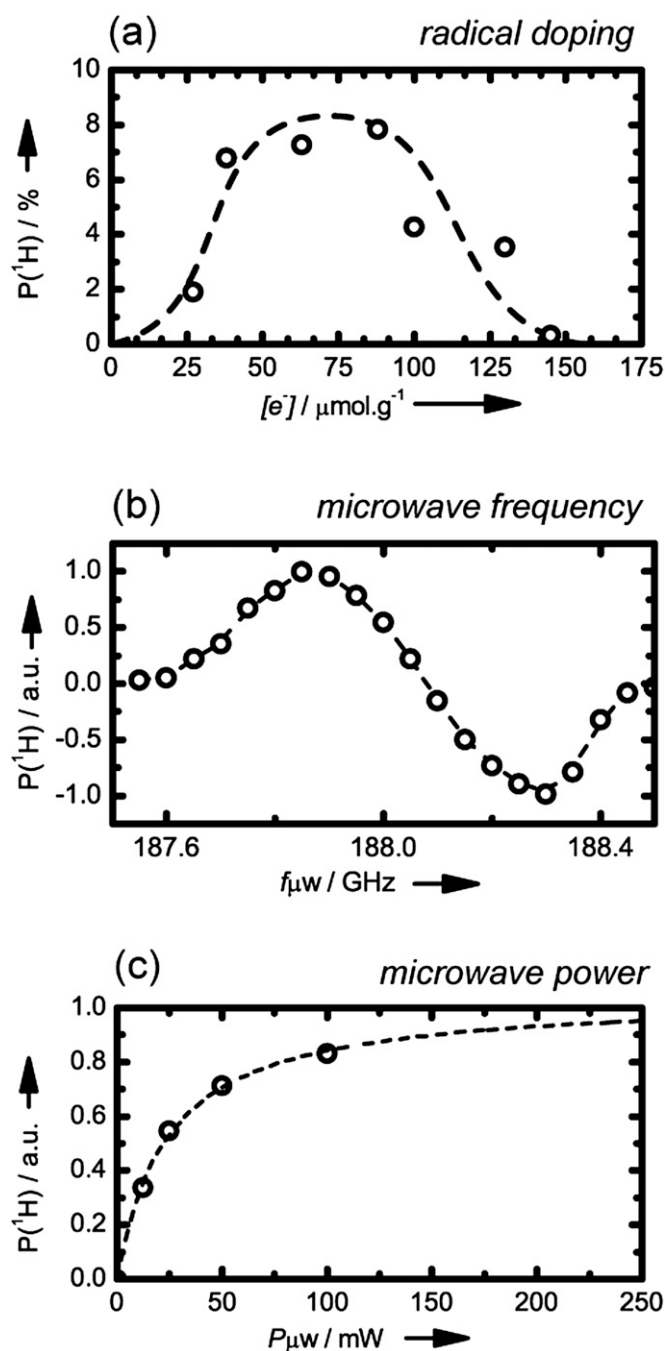 (a) radical doping
10
8
6
4
2
0
P(¹H) / %
0 25 50 75 100 125 150 175
[e⁻] / μmol.g⁻¹
(b) microwave frequency
1.0
0.5
0.0
-0.5
-1.0
P(¹H) / a.u.
187.6 188.0 188.4
fμw / GHz
(c) microwave power
1.0
0.8
0.6
0.4
0.2
0.0
P(¹H) / a.u.
0 50 100 150 200 250
Pμw / mW